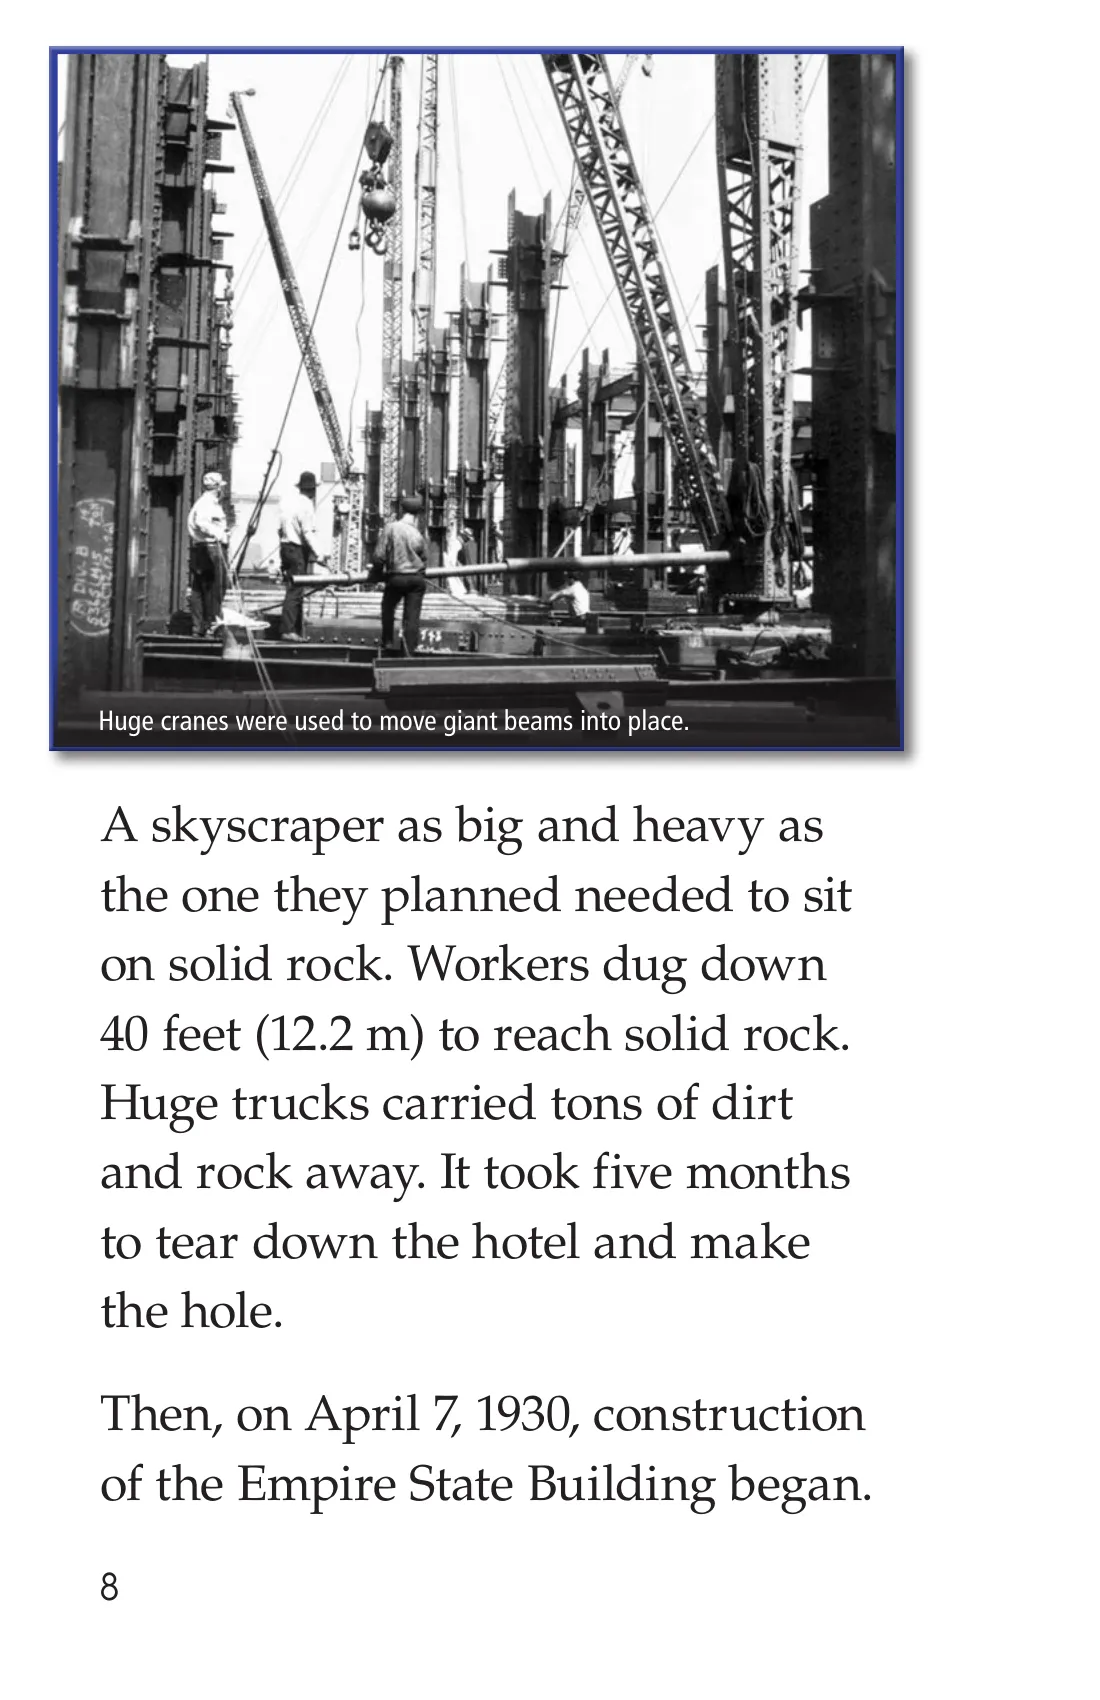 Huge cranes were used to move giant beams into place.
A skyscraper as big and heavy as
the one they planned needed to sit
on solid rock. Workers dug down
40 feet (12.2 m) to reach solid rock.
Huge trucks carried tons of dirt
and rock away. It took five months
to tear down the hotel and make
the hole.
Then, on April 7, 1930, construction
of the Empire State Building began.
8